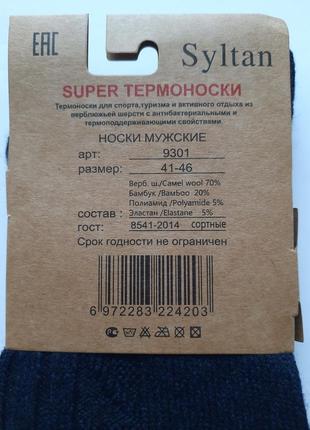 EAC Syltan
SUPER ТЕРМОНОСКИ
Термоноски для спорта,туризма и активного отдыха из
верблюжьей шерсти с антибактериальными и
термоподдерживающими свойствами.
НОСКИ МУЖСКИЕ
арт: 9301
размер: 41-46
Верб. ш./Camel wool 70%
Бамбук /Вамбоо 20%
Полиамид /Polyamide 5%
состав : Эластан /Elastane 5%
гост: 8541-2014 сортные
Срок годности не ограничен
6 972283 224203